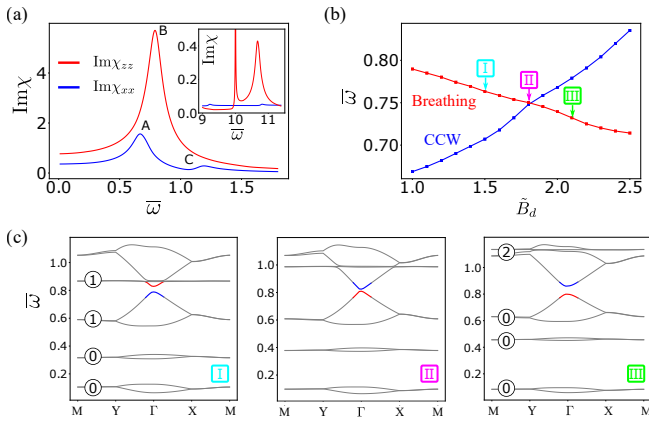 (a)
Imχ
4
2
0
Imχzz
Imχxx
A
B
C
0.0
0.5
1.0
1.5
ω̅
Imχ
0.4
0.2
0.0
9
10
11
ω̅
(b)
ω̅
0.80
0.75
0.70
Breathing
CCW
I
II
III
1.0
1.5
2.0
2.5
B̃d
(c)
ω̅
1.0
0.8
0.6
0.4
0.2
1
1
0
0
I
M Y Γ X M
1.0
0.8
0.6
0.4
0.2
II
M Y Γ X M
1.0
0.8
0.6
0.4
0.2
2
0
0
0
III
M Y Γ X M